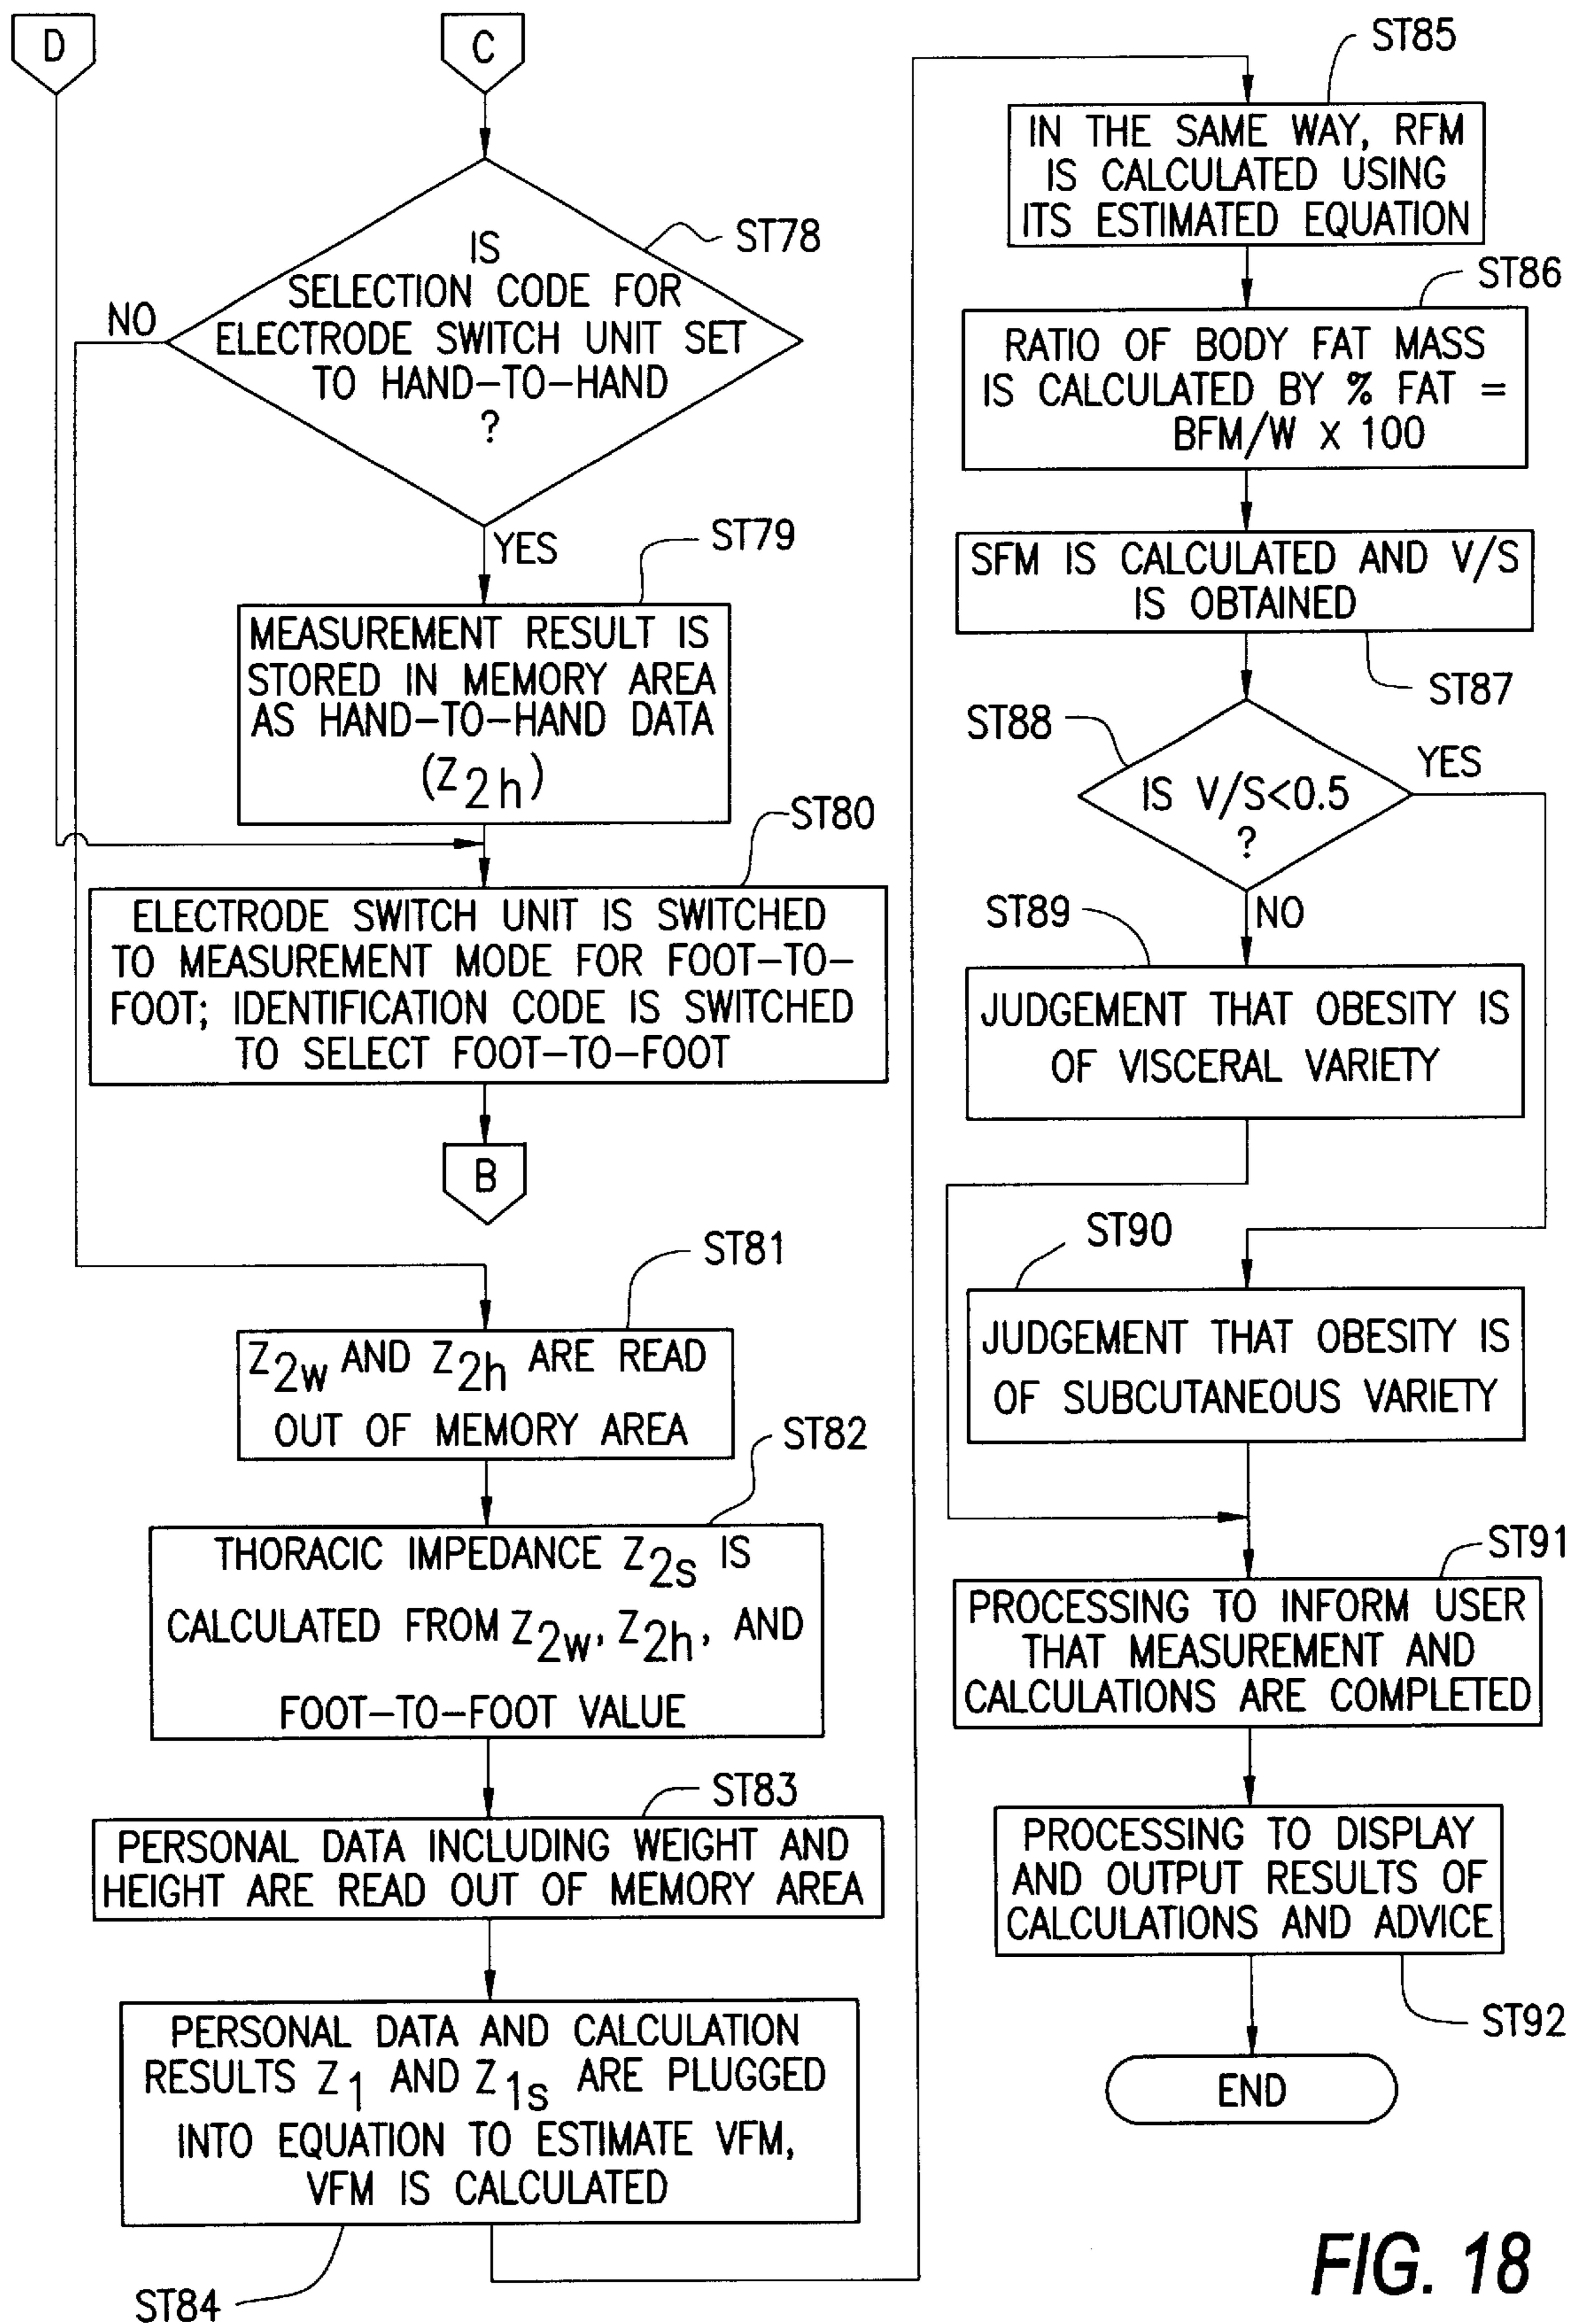 D
C
ST78
IS
SELECTION CODE FOR
ELECTRODE SWITCH UNIT SET
TO HAND-TO-HAND
?
NO
YES
ST79
MEASUREMENT RESULT IS
STORED IN MEMORY AREA
AS HAND-TO-HAND DATA
(Z2h)
ST80
ELECTRODE SWITCH UNIT IS SWITCHED
TO MEASUREMENT MODE FOR FOOT-TO-
FOOT; IDENTIFICATION CODE IS SWITCHED
TO SELECT FOOT-TO-FOOT
B
ST81
Z2w AND Z2h ARE READ
OUT OF MEMORY AREA
ST82
THORACIC IMPEDANCE Z2s IS
CALCULATED FROM Z2w, Z2h, AND
FOOT-TO-FOOT VALUE
ST83
PERSONAL DATA INCLUDING WEIGHT AND
HEIGHT ARE READ OUT OF MEMORY AREA
PERSONAL DATA AND CALCULATION
RESULTS Z1 AND Z1s ARE PLUGGED
INTO EQUATION TO ESTIMATE VFM,
VFM IS CALCULATED
ST84
ST85
IN THE SAME WAY, RFM
IS CALCULATED USING
ITS ESTIMATED EQUATION
ST86
RATIO OF BODY FAT MASS
IS CALCULATED BY % FAT =
BFM/W X 100
SFM IS CALCULATED AND V/S
IS OBTAINED
ST87
ST88
IS V/S<0.5
?
YES
NO
ST89
JUDGEMENT THAT OBESITY IS
OF VISCERAL VARIETY
ST90
JUDGEMENT THAT OBESITY IS
OF SUBCUTANEOUS VARIETY
ST91
PROCESSING TO INFORM USER
THAT MEASUREMENT AND
CALCULATIONS ARE COMPLETED
PROCESSING TO DISPLAY
AND OUTPUT RESULTS OF
CALCULATIONS AND ADVICE
ST92
END
FIG. 18